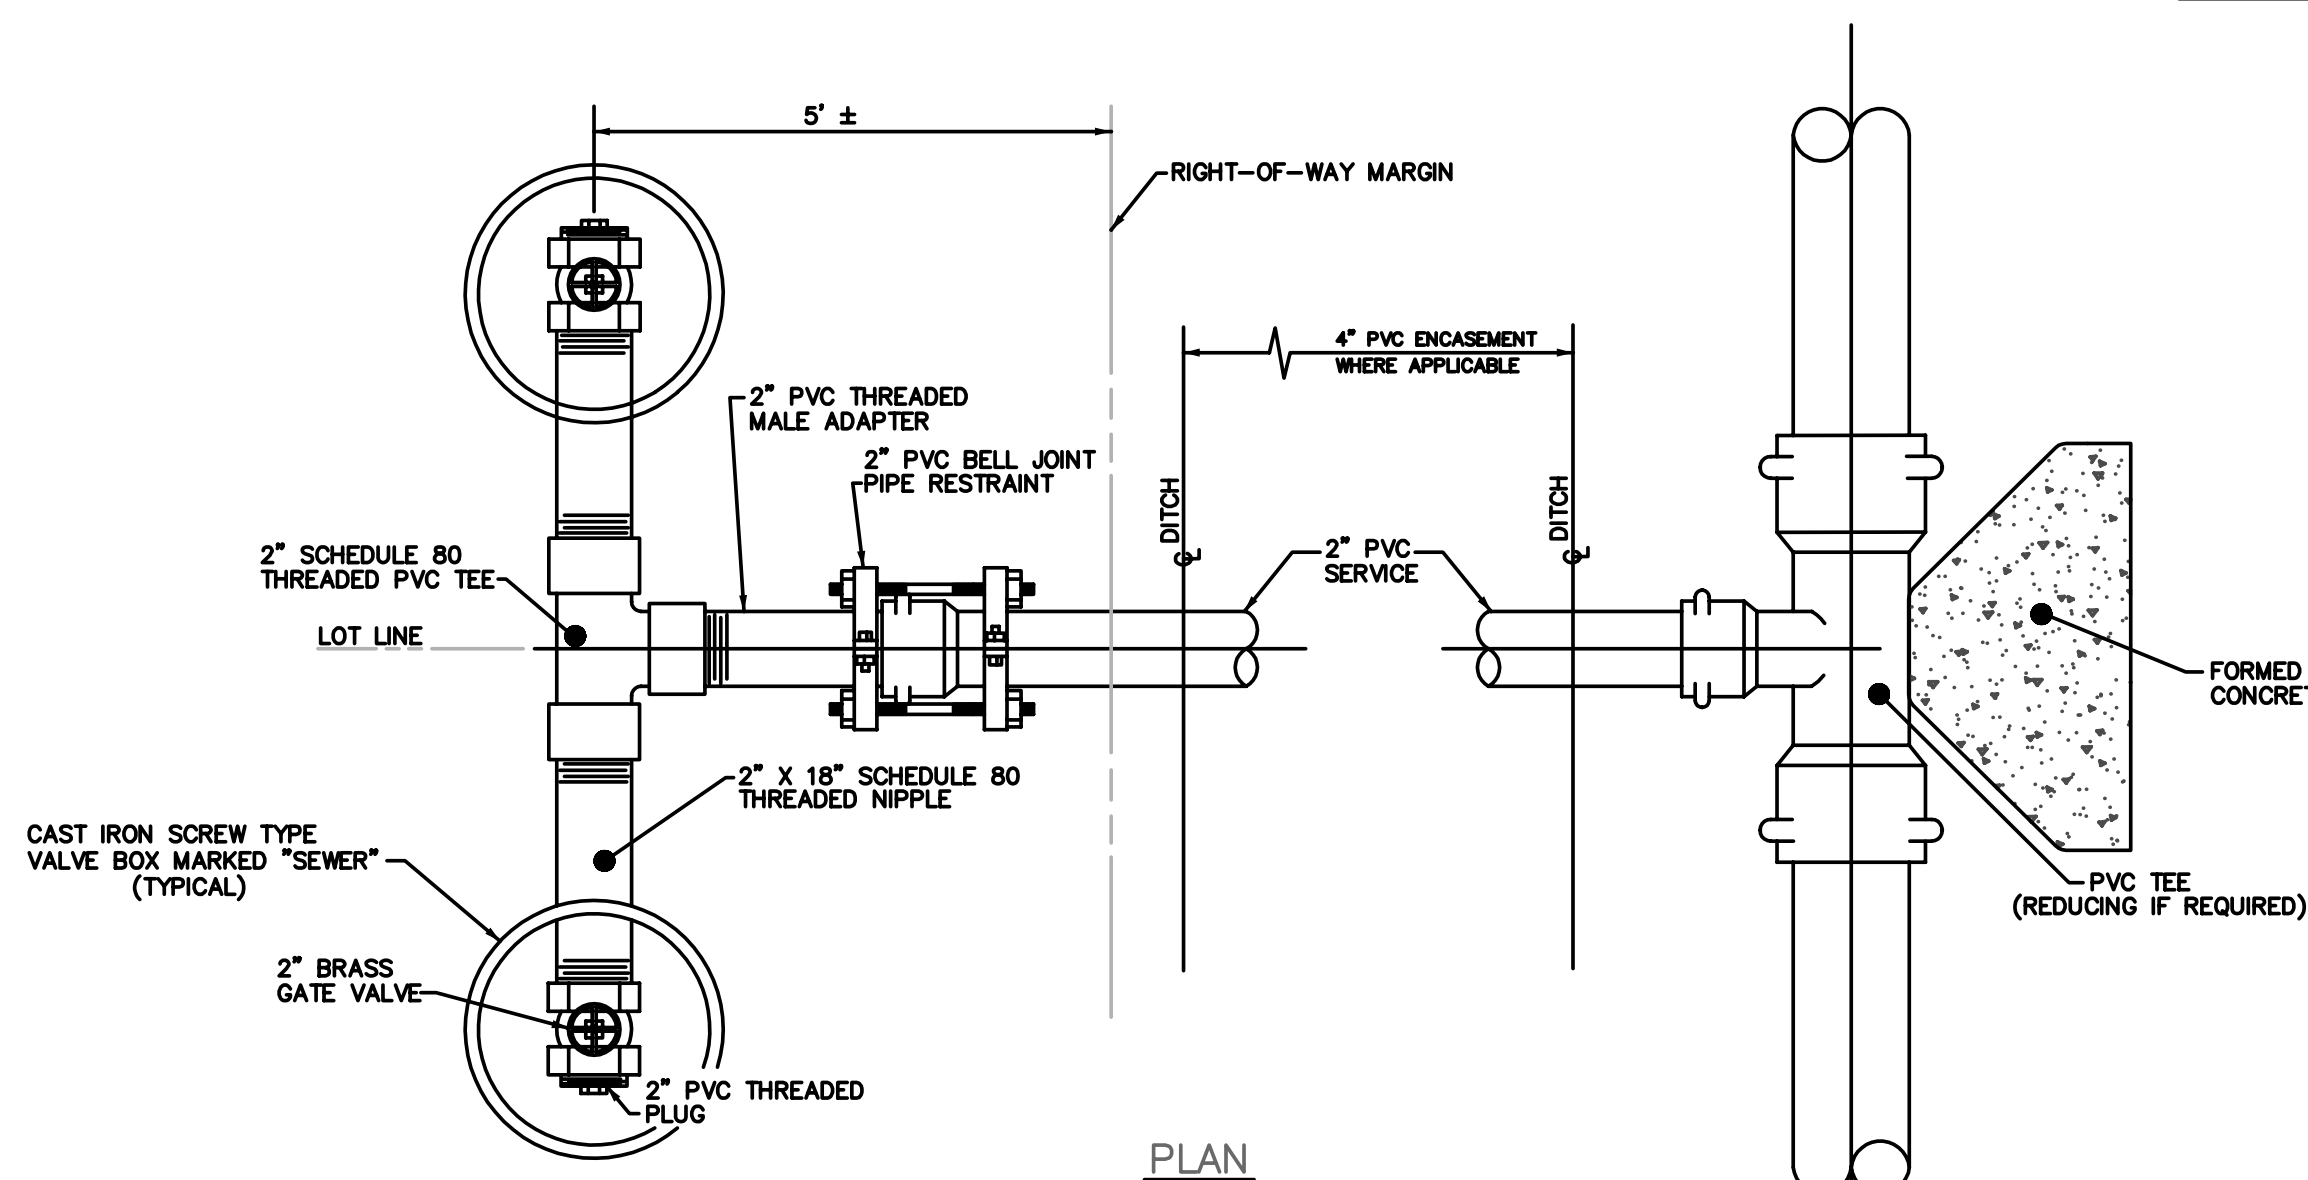 5' ±
RIGHT-OF-WAY MARGIN
4" PVC ENCASEMENT
WHERE APPLICABLE
2" PVC THREADED
MALE ADAPTER
2" PVC BELL JOINT
PIPE RESTRAINT
DITCH
DITCH
2" SCHEDULE 80
THREADED PVC TEE
2" PVC
SERVICE
LOT LINE
FORMED
2" X 18" SCHEDULE 80
THREADED NIPPLE
CAST IRON SCREW TYPE
VALVE BOX MARKED "SEWER"
(TYPICAL)
PVC TEE
(REDUCING IF REQUIRED)
2" BRASS
GATE VALVE
2" PVC THREADED
PLUG
PLAN